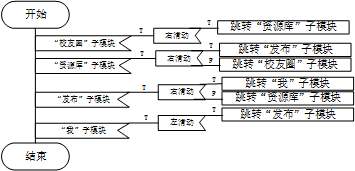 开始
T 跳转“资源库”子模块
“校友圈”子模块 T 右滑动
T 跳转“发布”子模块
“资源库”子模块 T 右滑动
F 跳转“校友圈”子模块
T 跳转“我”子模块
“发布”子模块 T 右滑动
F 跳转“资源库”子模块
T 跳转“发布”子模块
“我”子模块 T 左滑动
结束